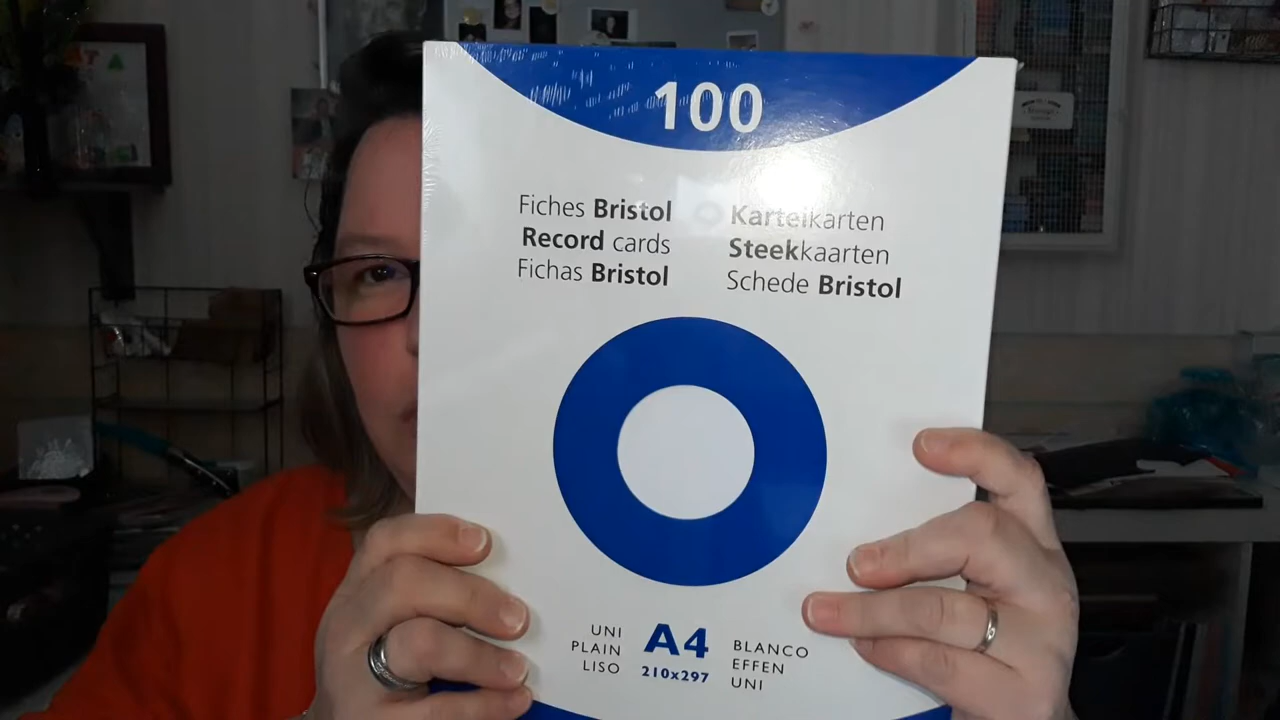 100
Fiches Bristol
Record cards
Fichas Bristol
Karteikarten
Steekkaarten
Schede Bristol
UNI
PLAIN
LISO
A4
210x297
BLANCO
EFFEN
UNI